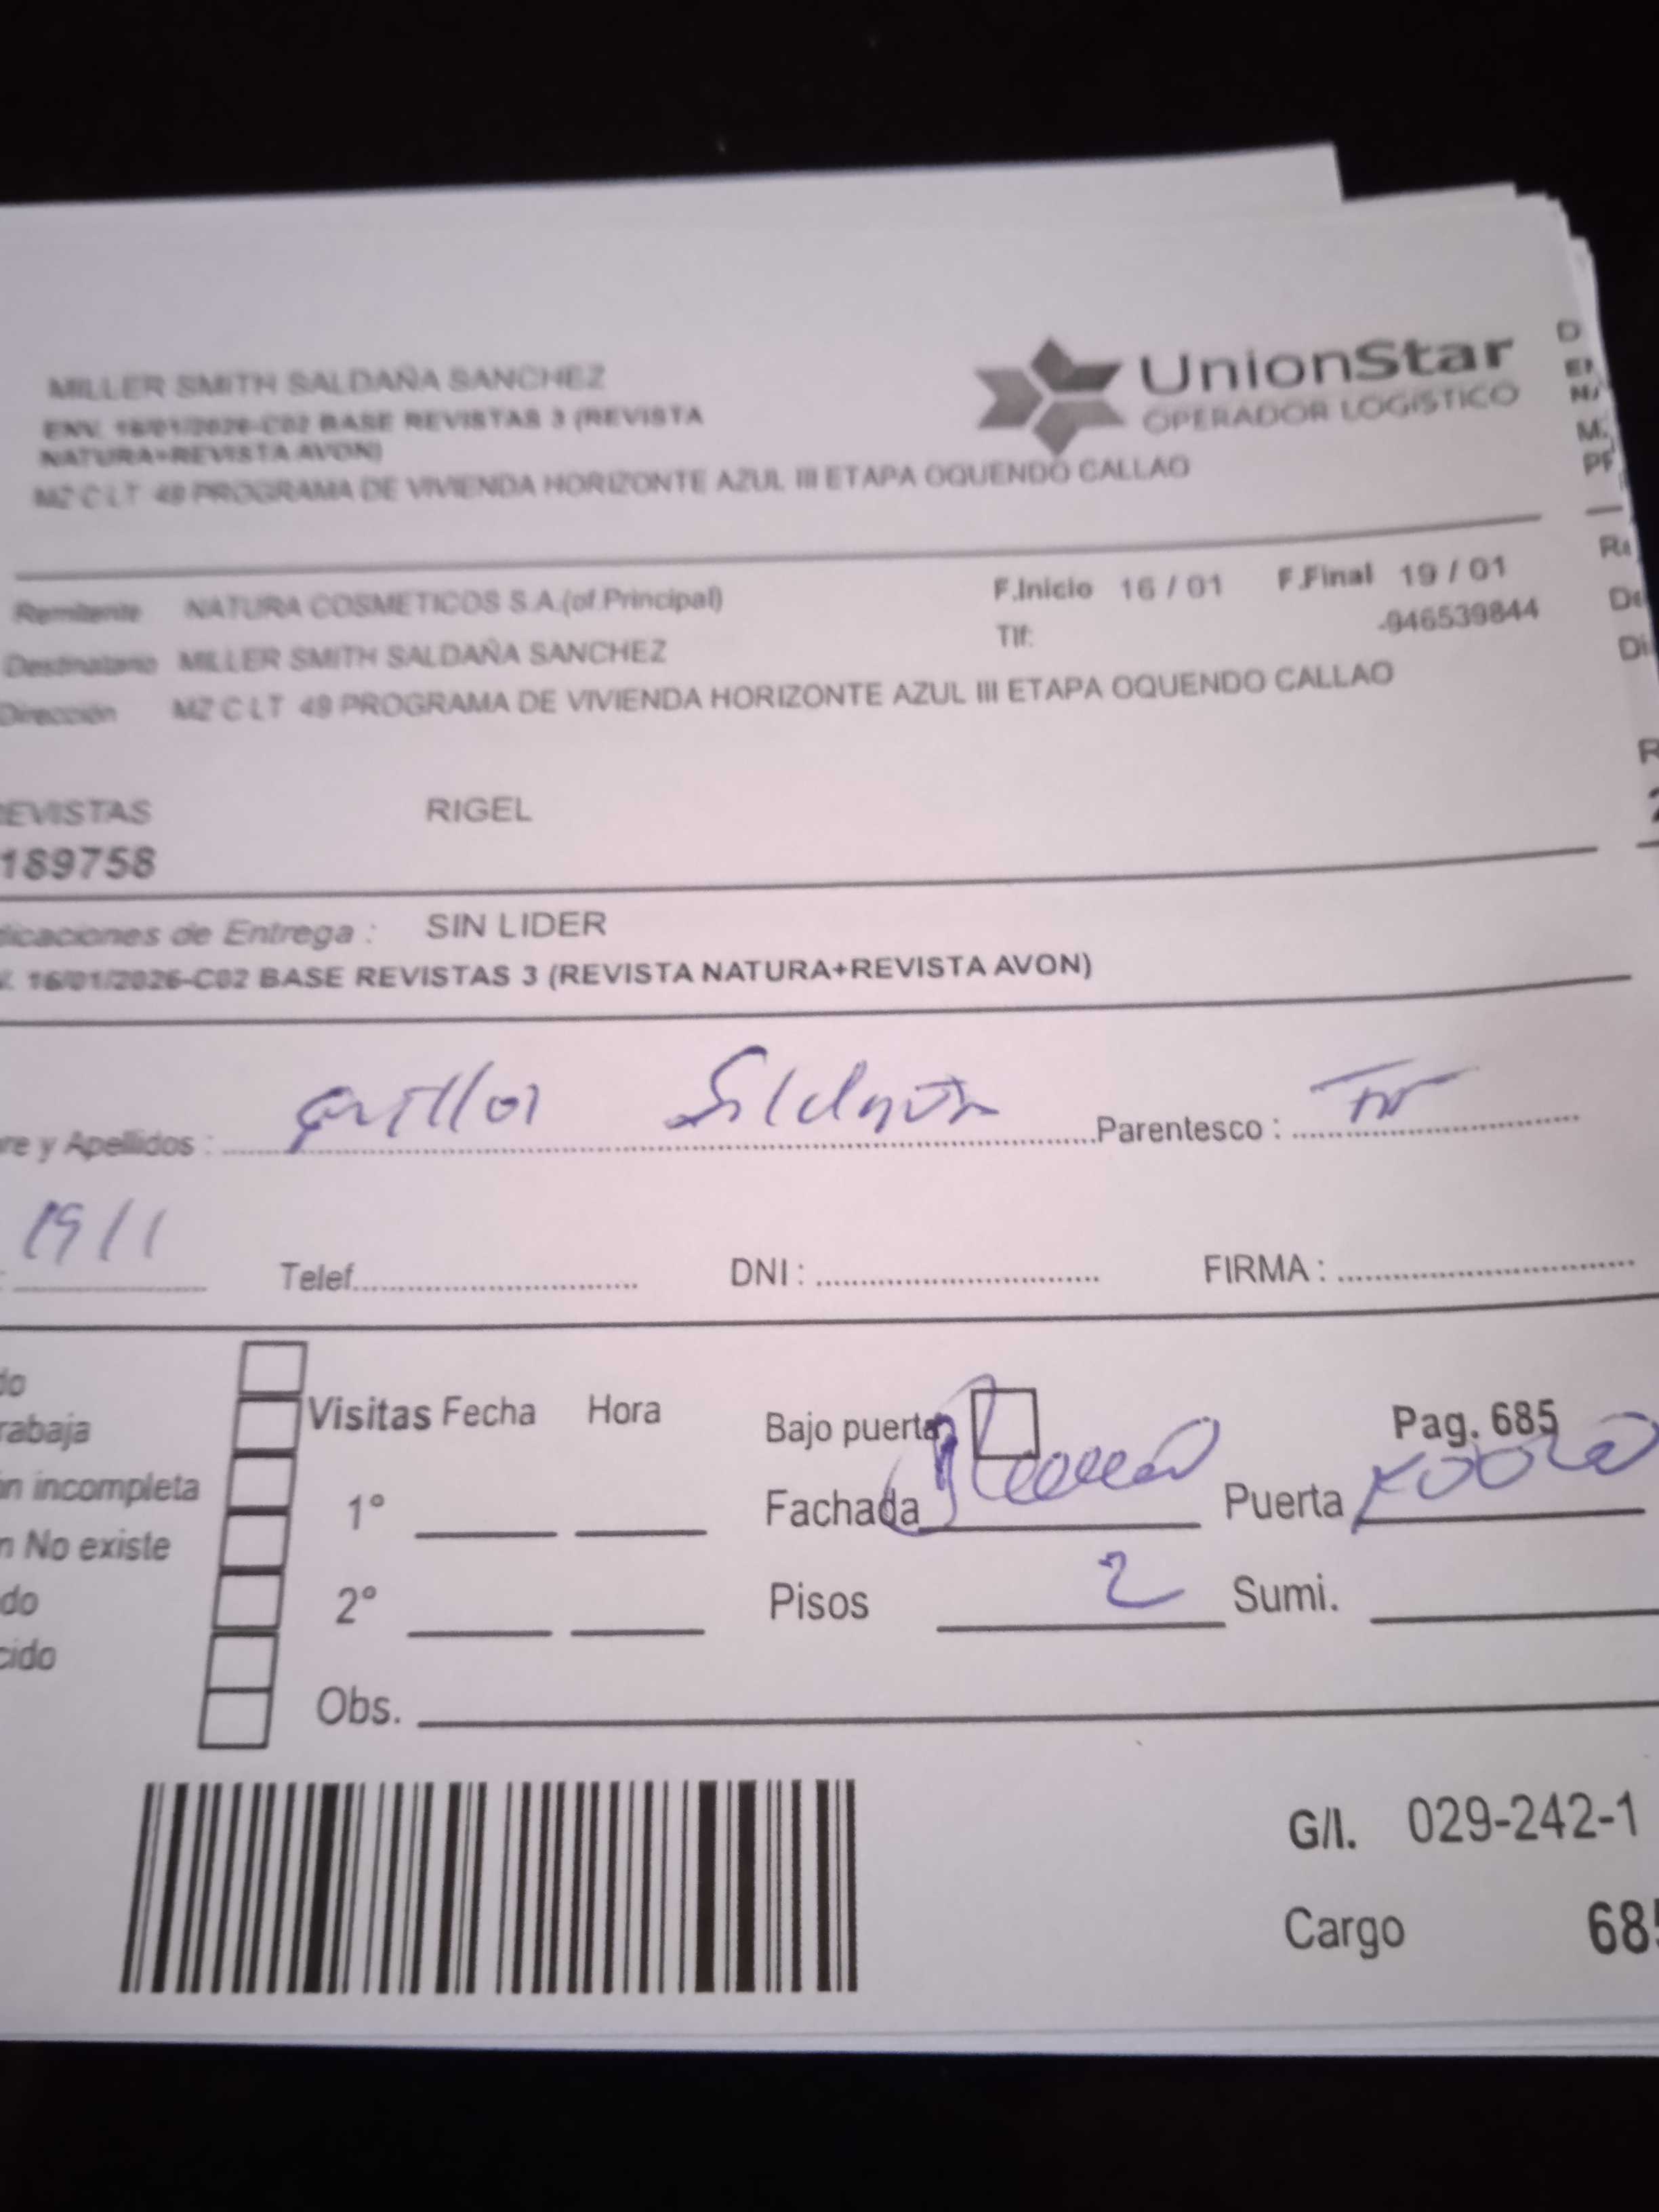 MILLER SMITH SALDAÑA SANCHEZ
ENV. 16/01/2026-C02 BASE REVISTAS 3 (REVISTA
NATURA+REVISTA AVON)
MZ C LT 49 PROGRAMA DE VIVIENDA HORIZONTE AZUL III ETAPA OQUENDO CALLAO
UnionStar
OPERADOR LOGÍSTICO
Remitente NATURA COSMETICOS S.A.(of.Principal) F.Inicio 16 / 01 F.Final 19 / 01
Destinatario MILLER SMITH SALDAÑA SANCHEZ Tlf: -946539844
Dirección MZ C LT 49 PROGRAMA DE VIVIENDA HORIZONTE AZUL III ETAPA OQUENDO CALLAO
EVISTAS RIGEL
189758
dicaciones de Entrega : SIN LIDER
V. 16/01/2026-C02 BASE REVISTAS 3 (REVISTA NATURA+REVISTA AVON)
re y Apellidos : Parentesco :
19/1 Telef. DNI : FIRMA :
do
rabaja
ón incompleta
n No existe
do
cido
Visitas Fecha Hora
1°
2°
Obs.
Bajo puerta Pag. 685
Fachada Puerta
Pisos 2 Sumi.
G/I. 029-242-1
Cargo 685
D
M.
Di